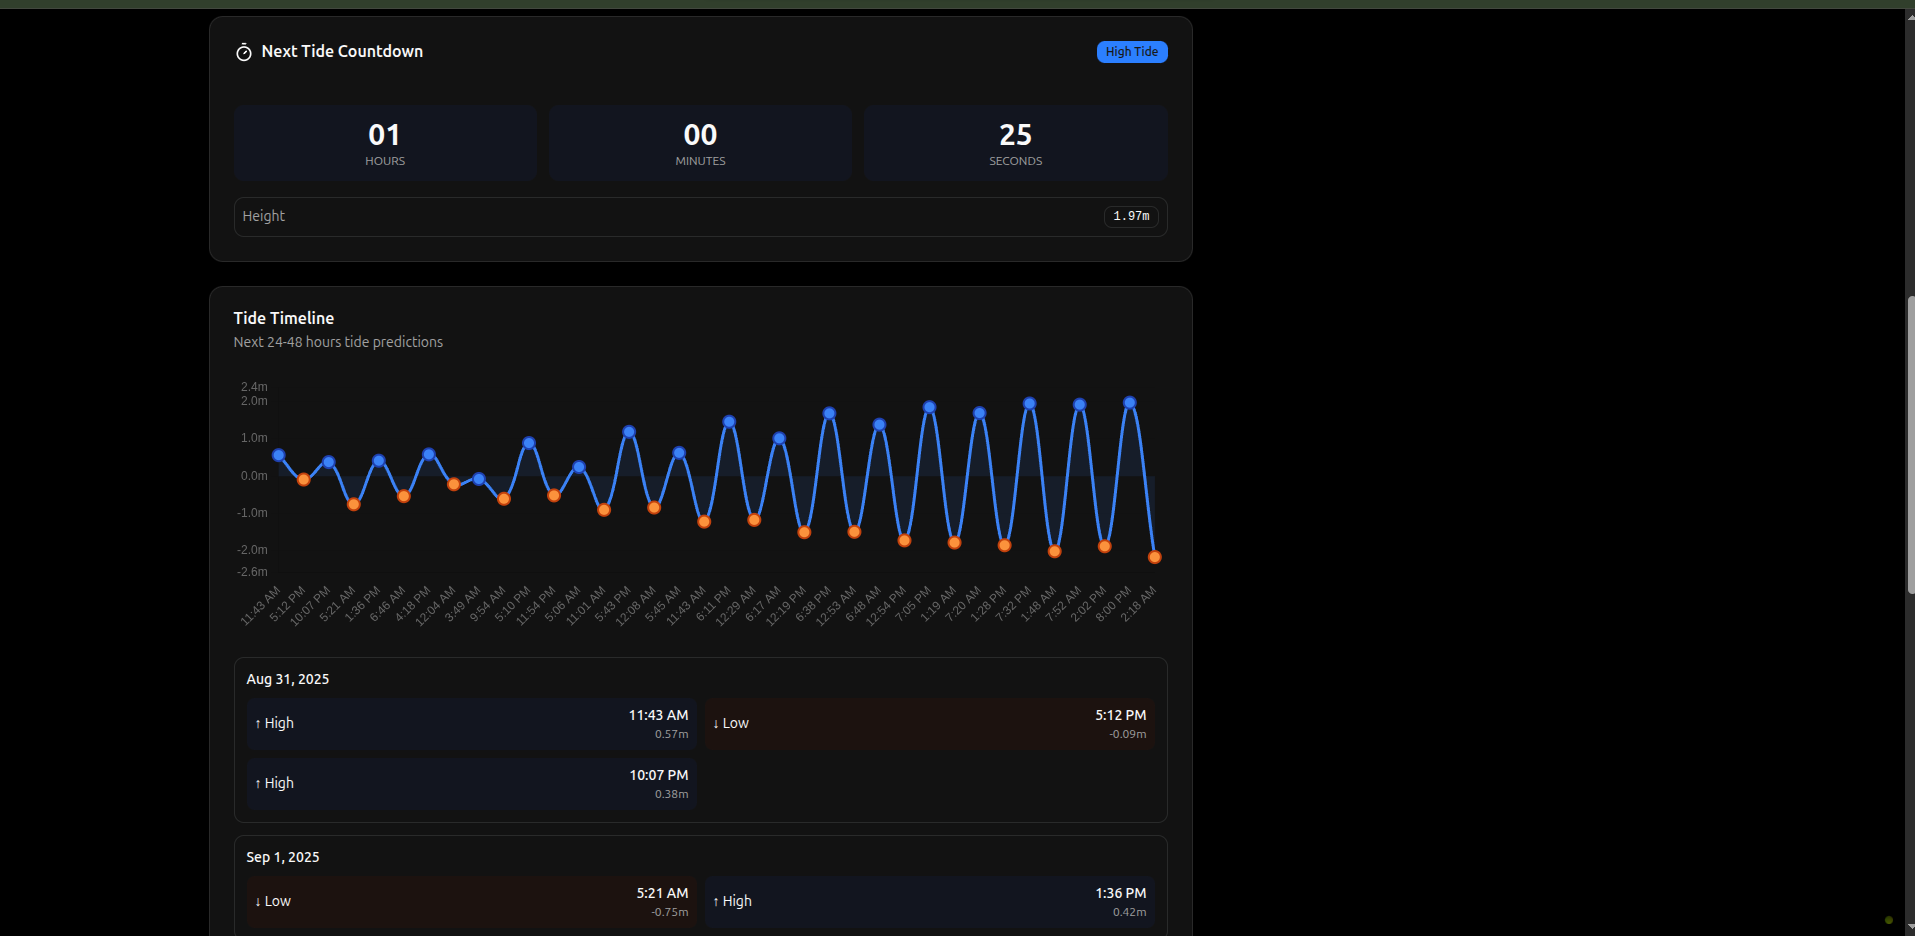 Next Tide Countdown
High Tide
01
HOURS
00
MINUTES
25
SECONDS
Height
1.97m
Tide Timeline
Next 24-48 hours tide predictions
2.4m
2.0m
1.0m
0.0m
-1.0m
-2.0m
-2.6m
11:43 AM
5:12 PM
10:07 PM
5:21 AM
1:36 PM
6:46 AM
4:18 PM
12:04 AM
3:49 AM
9:54 AM
5:10 PM
11:54 PM
5:06 AM
11:01 AM
5:43 PM
12:08 AM
5:45 AM
11:43 AM
6:11 PM
12:29 AM
6:17 AM
12:19 PM
6:38 PM
12:53 AM
6:48 AM
12:54 PM
7:05 PM
1:19 AM
7:20 AM
1:28 PM
7:32 PM
1:48 AM
7:52 AM
2:02 PM
8:00 PM
2:18 AM
Aug 31, 2025
↑ High
11:43 AM
0.57m
↓ Low
5:12 PM
-0.09m
↑ High
10:07 PM
0.38m
Sep 1, 2025
↓ Low
5:21 AM
-0.75m
↑ High
1:36 PM
0.42m